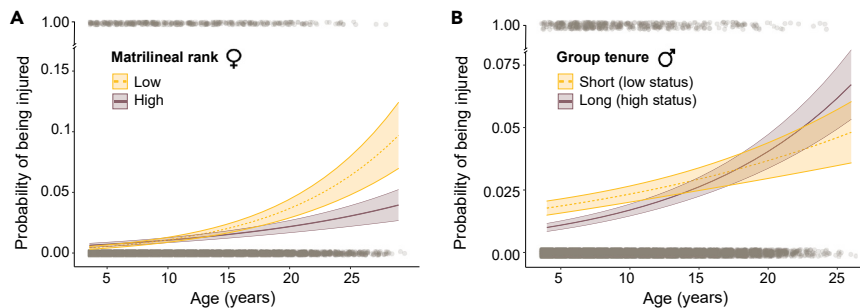 A
1.00
0.15
0.1
0.05
0.00
Probability of being injured
Matrilineal rank ♀
Low
High
10
15
20
25
Age (years)
B
1.00
0.075
0.050
0.025
0.00
Probability of being injured
Group tenure ♂
Short (low status)
Long (high status)
5
10
15
20
25
Age (years)